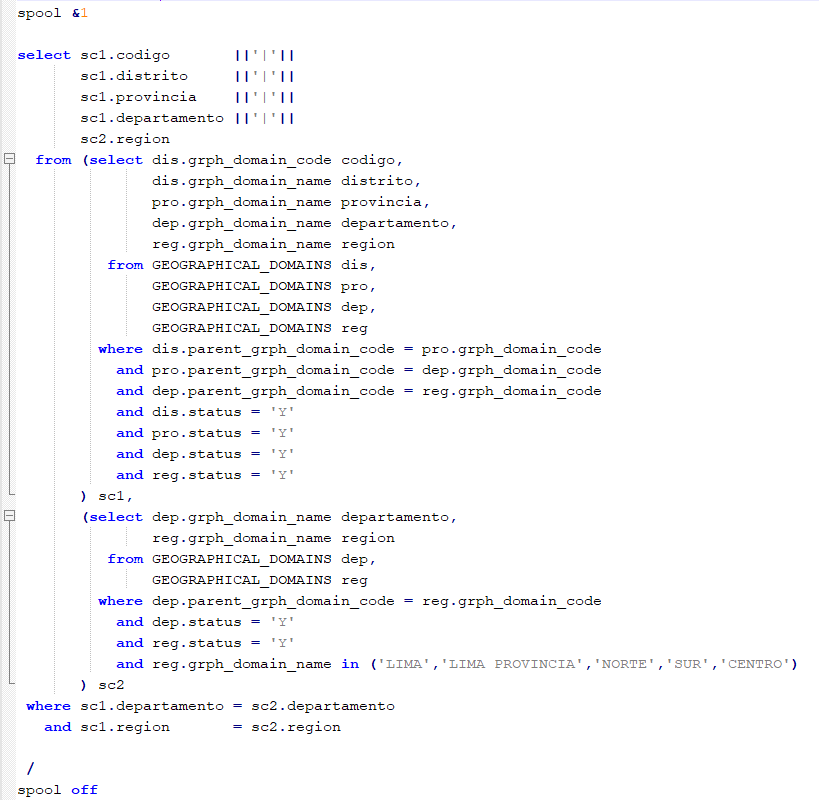 spool &1
select sc1.codigo       ||'|'||
       sc1.distrito     ||'|'||
       sc1.provincia    ||'|'||
       sc1.departamento ||'|'||
       sc2.region
  from (select dis.grph_domain_code codigo,
               dis.grph_domain_name distrito,
               pro.grph_domain_name provincia,
               dep.grph_domain_name departamento,
               reg.grph_domain_name region
          from GEOGRAPHICAL_DOMAINS dis,
               GEOGRAPHICAL_DOMAINS pro,
               GEOGRAPHICAL_DOMAINS dep,
               GEOGRAPHICAL_DOMAINS reg
         where dis.parent_grph_domain_code = pro.grph_domain_code
           and pro.parent_grph_domain_code = dep.grph_domain_code
           and dep.parent_grph_domain_code = reg.grph_domain_code
           and dis.status = 'Y'
           and pro.status = 'Y'
           and dep.status = 'Y'
           and reg.status = 'Y'
       ) sc1,
       (select dep.grph_domain_name departamento,
               reg.grph_domain_name region
          from GEOGRAPHICAL_DOMAINS dep,
               GEOGRAPHICAL_DOMAINS reg
         where dep.parent_grph_domain_code = reg.grph_domain_code
           and dep.status = 'Y'
           and reg.status = 'Y'
           and reg.grph_domain_name in ('LIMA','LIMA PROVINCIA','NORTE','SUR','CENTRO')
       ) sc2
 where sc1.departamento = sc2.departamento
   and sc1.region       = sc2.region
 /
spool off